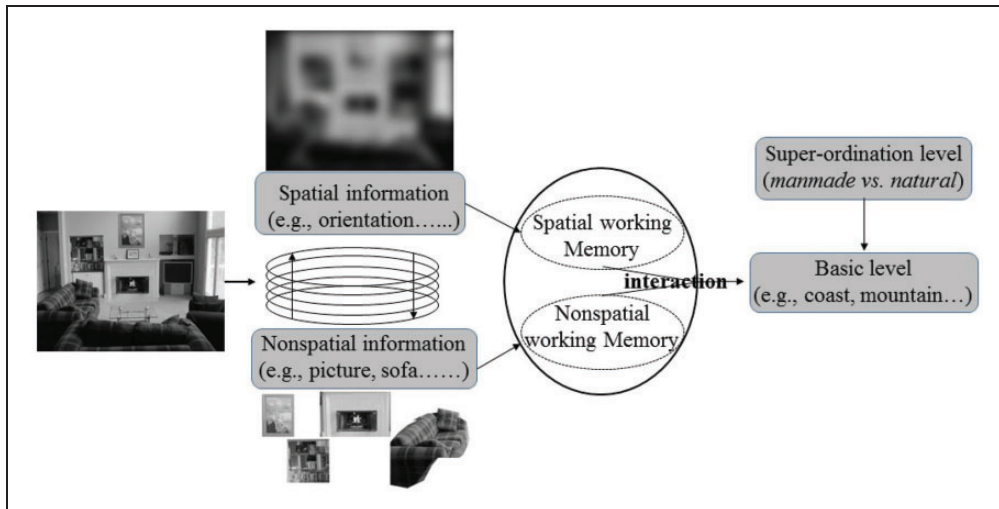 Spatial information
(e.g., orientation…...
Nonspatial information
(e.g., picture, sofa……)
Spatial working
Memory
interaction
Nonspatial
working Memory
Super-ordination level
(manmade vs. natural)
Basic level
(e.g., coast, mountain…)